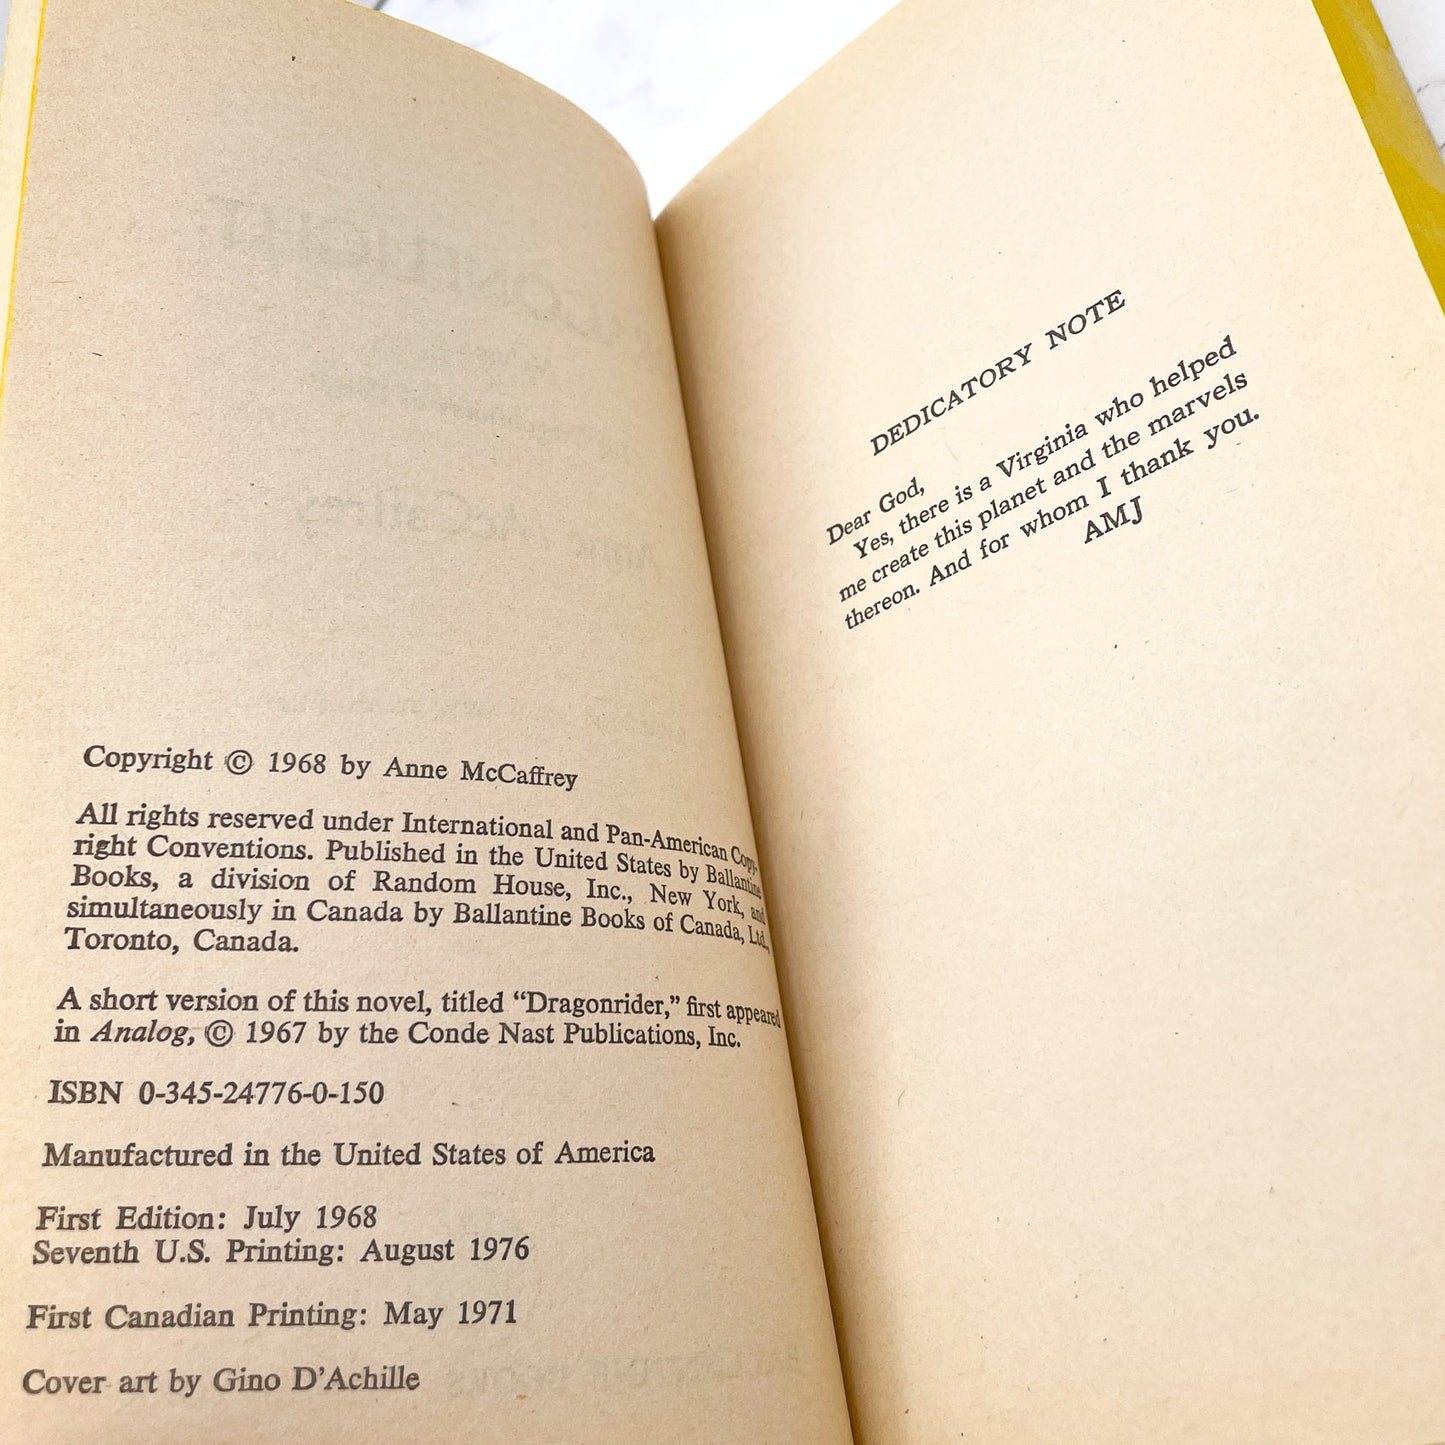 Copyright © 1968 by Anne McCaffrey
All rights reserved under International and Pan-American Copy-
right Conventions. Published in the United States by Ballantine
Books, a division of Random House, Inc., New York, and
simultaneously in Canada by Ballantine Books of Canada, Ltd.,
Toronto, Canada.
A short version of this novel, titled “Dragonrider,” first appeared
in Analog, © 1967 by the Conde Nast Publications, Inc.
ISBN 0-345-24776-0-150
Manufactured in the United States of America
First Edition: July 1968
Seventh U.S. Printing: August 1976
First Canadian Printing: May 1971
Cover art by Gino D’Achille
DEDICATORY NOTE
Dear God,
Yes, there is a Virginia who helped
me create this planet and the marvels
thereon. And for whom I thank you.
AMJ